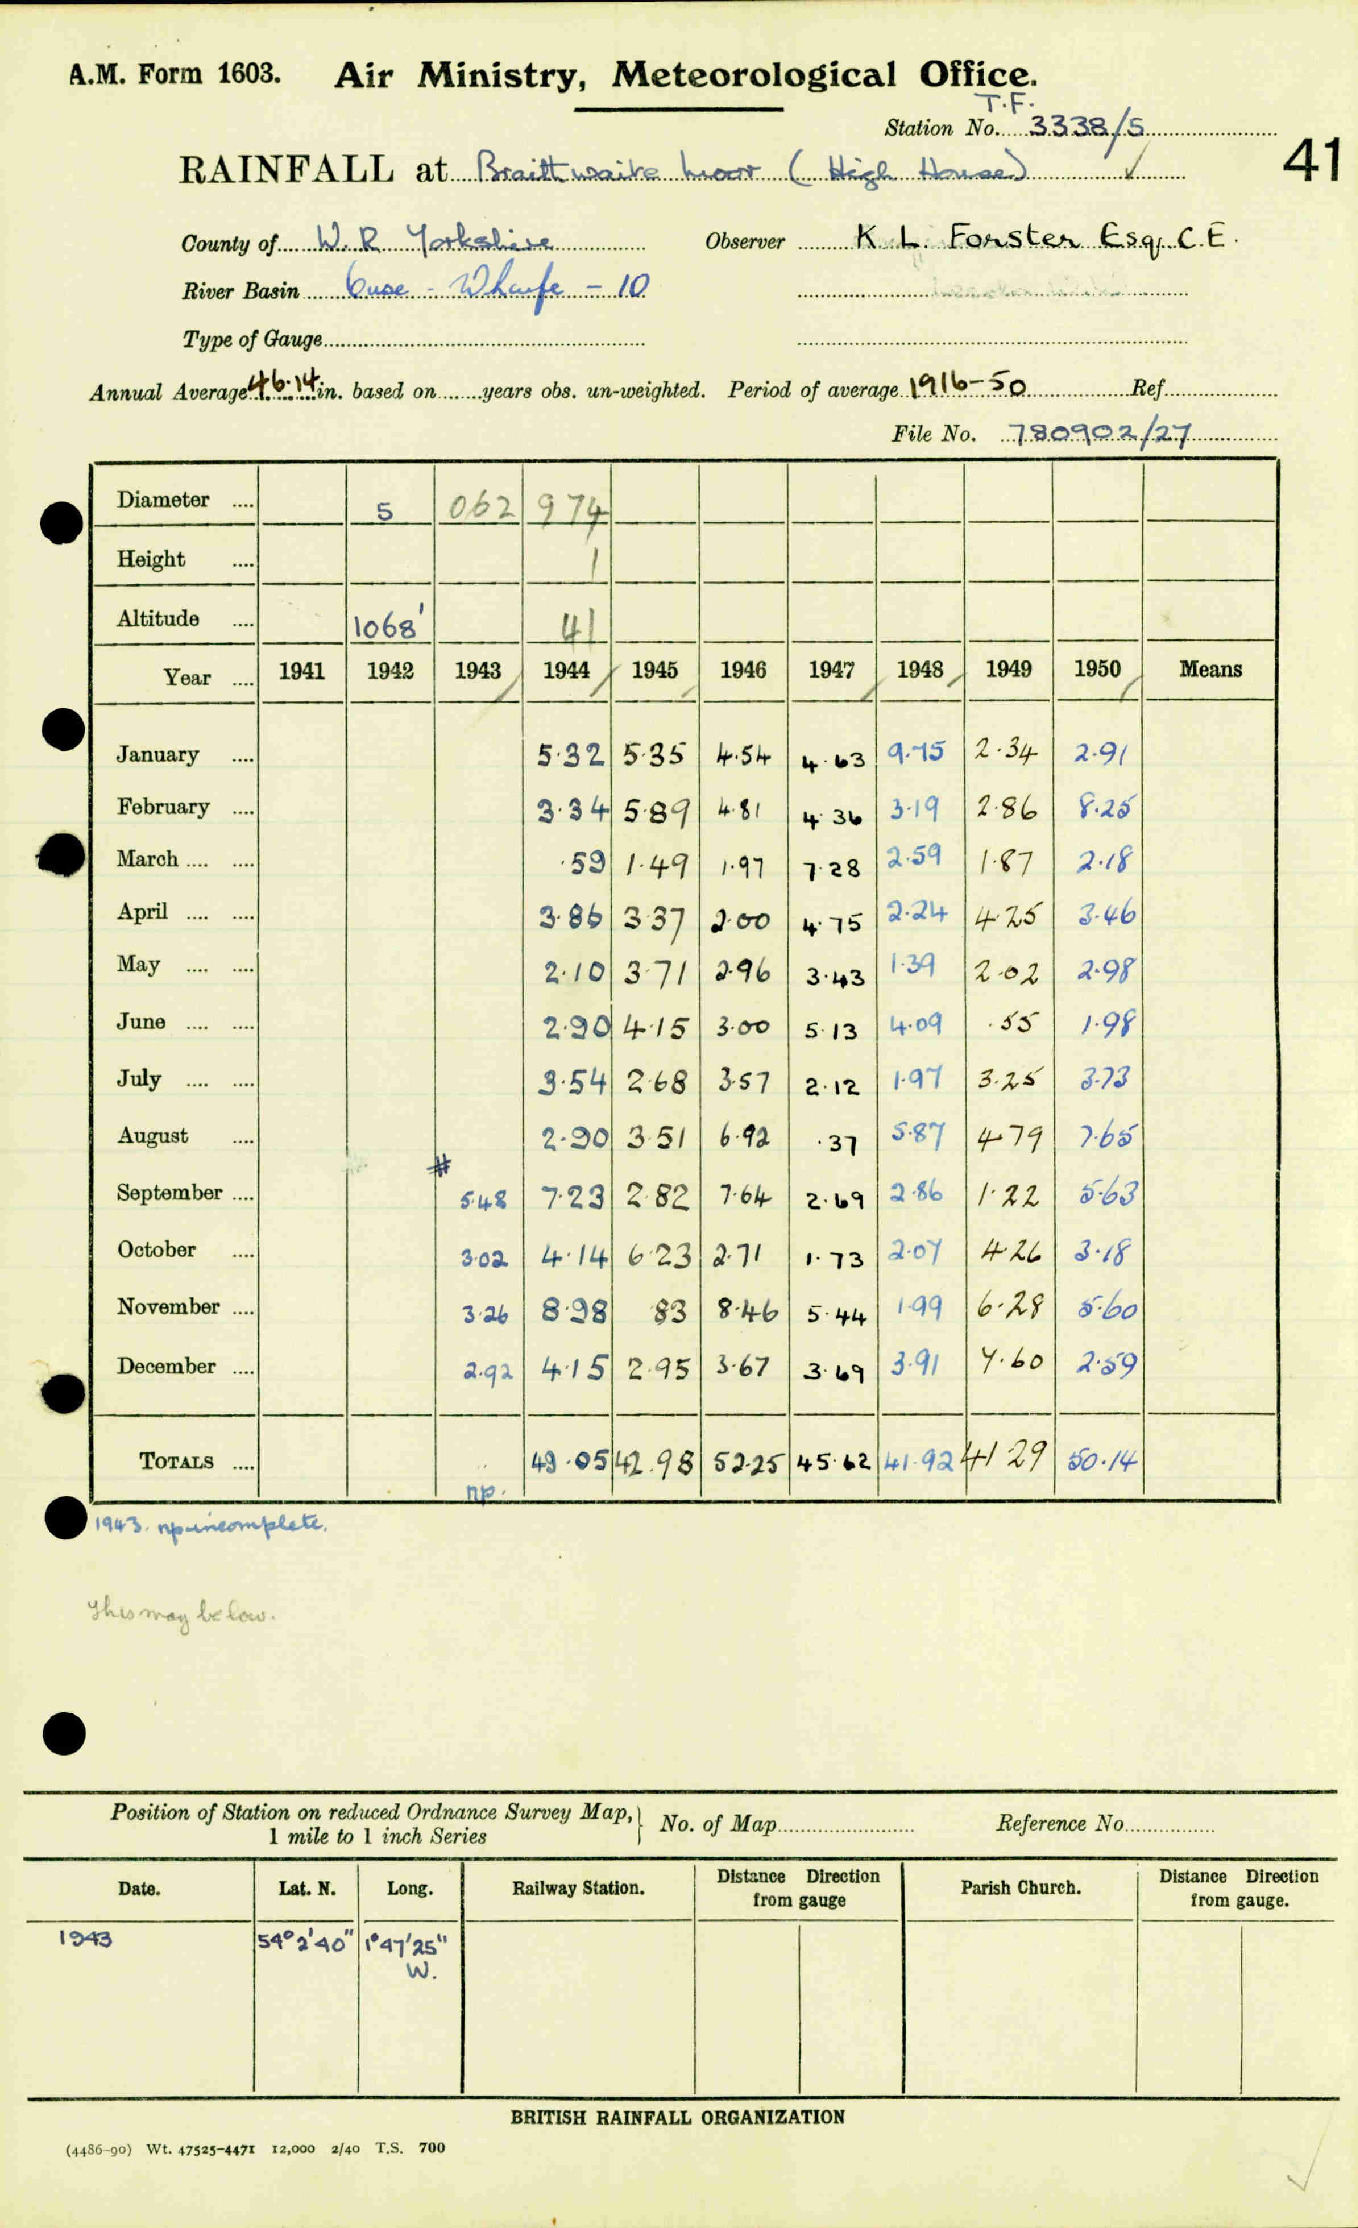 A.M. Form 1603. Air Ministry, Meteorological Office.
T.F.
Station No. 3338/5
41
RAINFALL at Braithwaite Moor (High House)
County of W. R Yorkshire Observer K L. Forster Esq. C.E.
River Basin Ouse - Wharfe - 10
Type of Gauge
Annual Average 46.14 in. based on years obs. un-weighted. Period of average 1916-50 Ref.
File No. 780902/27
Diameter 5 062 974
Height 1
Altitude 1068' 41
Year 1941 1942 1943 1944 1945 1946 1947 1948 1949 1950 Means
January 5.32 5.35 4.54 4.63 9.75 2.34 2.91
February 3.34 5.89 4.81 4.36 3.19 2.86 8.25
March .59 1.49 1.97 7.28 2.59 1.87 2.18
April 3.86 3.37 2.00 4.75 2.24 4.25 3.46
May 2.10 3.71 2.96 3.43 1.39 2.02 2.98
June 2.90 4.15 3.00 5.13 4.09 .55 1.98
July 3.54 2.68 3.57 2.12 1.97 3.25 3.73
August 2.90 3.51 6.92 .37 5.87 4.79 7.65
#
September 5.48 7.23 2.82 7.64 2.69 2.86 1.22 5.63
October 3.02 4.14 6.23 2.71 1.73 2.07 4.26 3.18
November 3.26 8.98 83 8.46 5.44 1.99 6.28 5.60
December 2.92 4.15 2.95 3.67 3.69 3.91 7.60 2.59
TOTALS 49.05 42.98 52.25 45.62 41.92 41 29 50.14
np.
1943. np incomplete.
This may be low.
Position of Station on reduced Ordnance Survey Map, } No. of Map Reference No.
1 mile to 1 inch Series
Date. Lat. N. Long. Railway Station. Distance Direction from gauge Parish Church. Distance Direction from gauge.
1943 54° 2' 40" 1° 47' 25"
W.
BRITISH RAINFALL ORGANIZATION
(4486-90) Wt. 47525-4471 12,000 2/40 T.S. 700